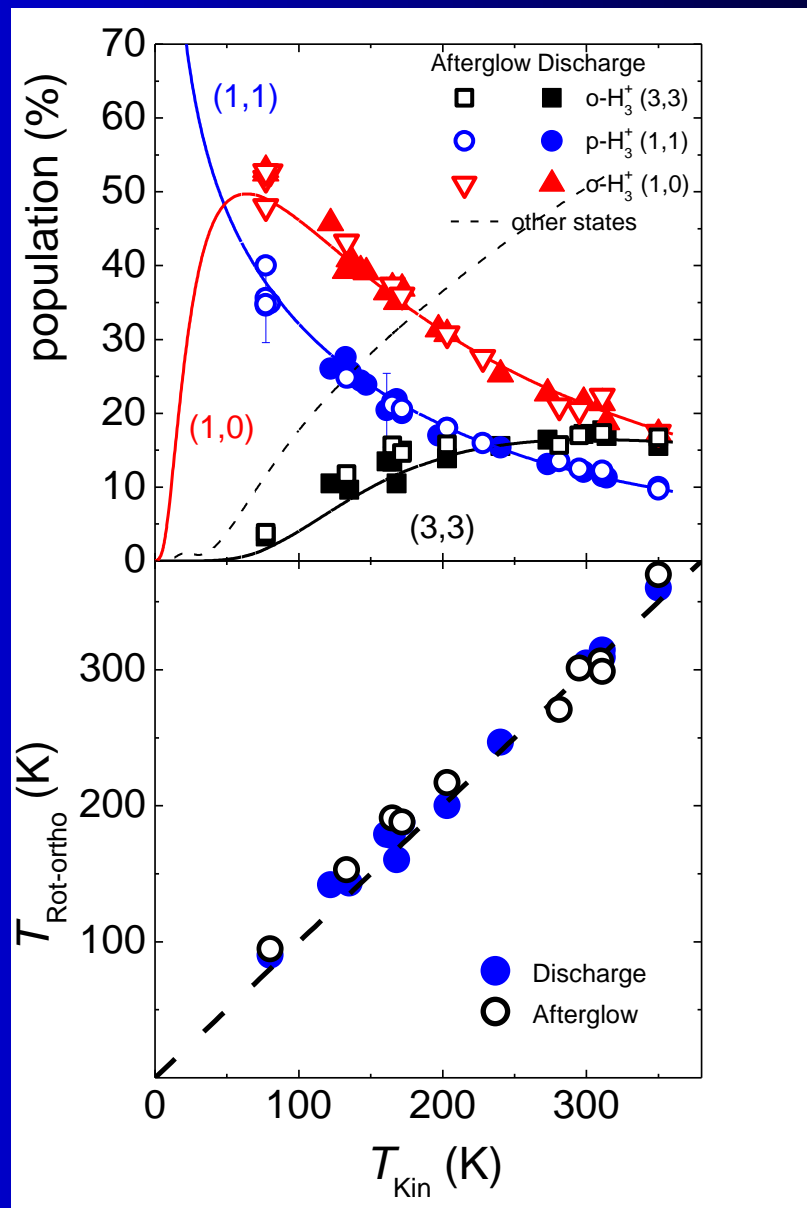 70
60
50
40
30
20
10
0
population (%)
(1,1)
(1,0)
(3,3)
Afterglow Discharge
o-H₃⁺ (3,3)
p-H₃⁺ (1,1)
o-H₃⁺ (1,0)
other states
300
200
100
T_Rot-ortho (K)
Discharge
Afterglow
0 100 200 300
T_Kin (K)